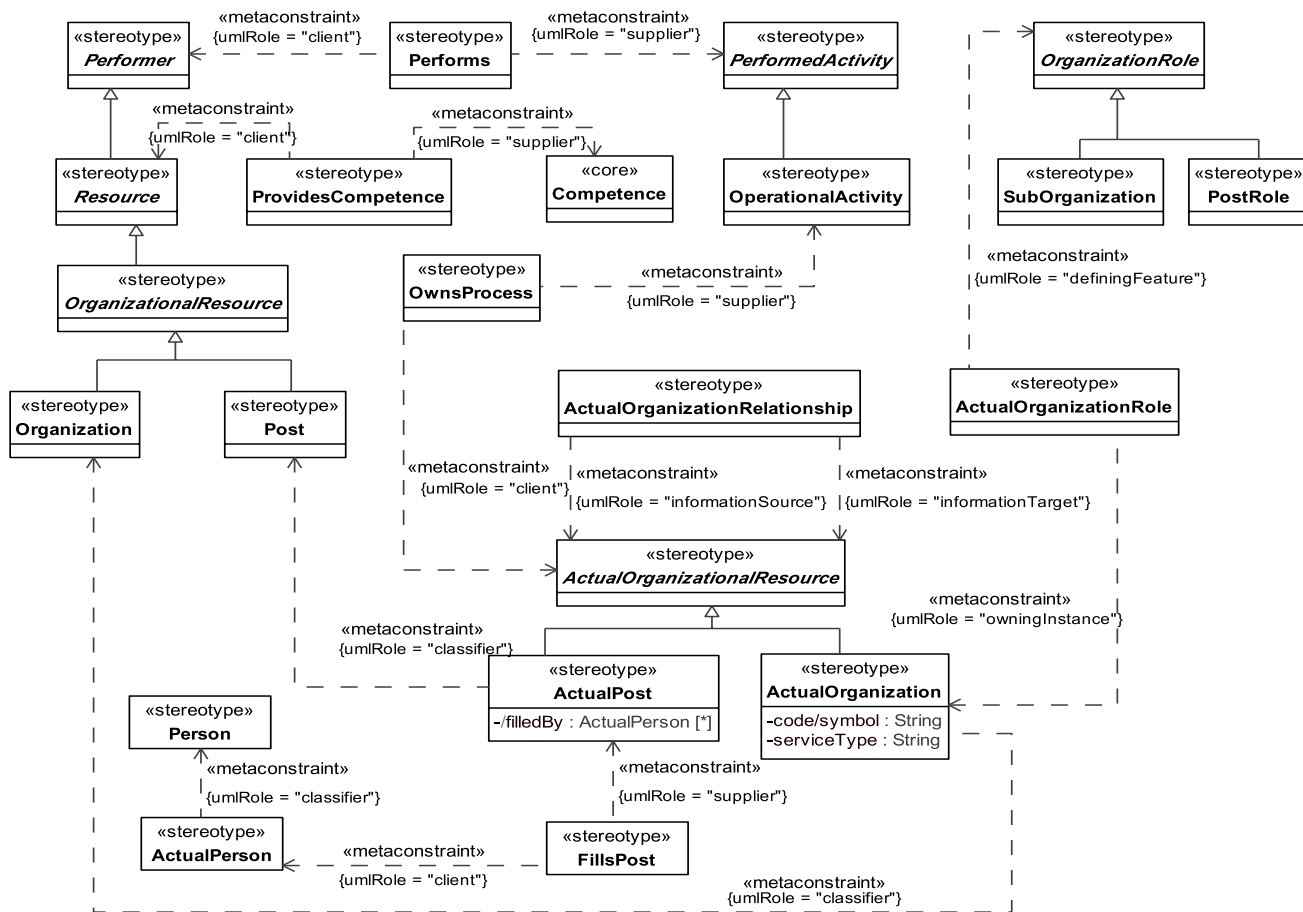 «metaconstraint»
{umlRole = "client"}
«metaconstraint»
{umlRole = "supplier"}
«stereotype»
Performer
«stereotype»
Performs
«stereotype»
PerformedActivity
«stereotype»
OrganizationRole
«metaconstraint»
{umlRole = "client"}
«metaconstraint»
{umlRole = "supplier"}
«stereotype»
Resource
«stereotype»
ProvidesCompetence
«core»
Competence
«stereotype»
OperationalActivity
«stereotype»
SubOrganization
«stereotype»
PostRole
«stereotype»
OrganizationalResource
«stereotype»
OwnsProcess
«metaconstraint»
{umlRole = "supplier"}
«metaconstraint»
{umlRole = "definingFeature"}
«stereotype»
Organization
«stereotype»
Post
«stereotype»
ActualOrganizationRelationship
«stereotype»
ActualOrganizationRole
«metaconstraint»
{umlRole = "client"}
«metaconstraint»
{umlRole = "informationSource"}
«metaconstraint»
{umlRole = "informationTarget"}
«stereotype»
ActualOrganizationalResource
«metaconstraint»
{umlRole = "owningInstance"}
«metaconstraint»
{umlRole = "classifier"}
«stereotype»
ActualPost
-/filledBy : ActualPerson [*]
«stereotype»
ActualOrganization
-code/symbol : String
-serviceType : String
«stereotype»
Person
«metaconstraint»
{umlRole = "classifier"}
«metaconstraint»
{umlRole = "supplier"}
«stereotype»
ActualPerson
«stereotype»
FillsPost
«metaconstraint»
{umlRole = "client"}
«metaconstraint»
{umlRole = "classifier"}